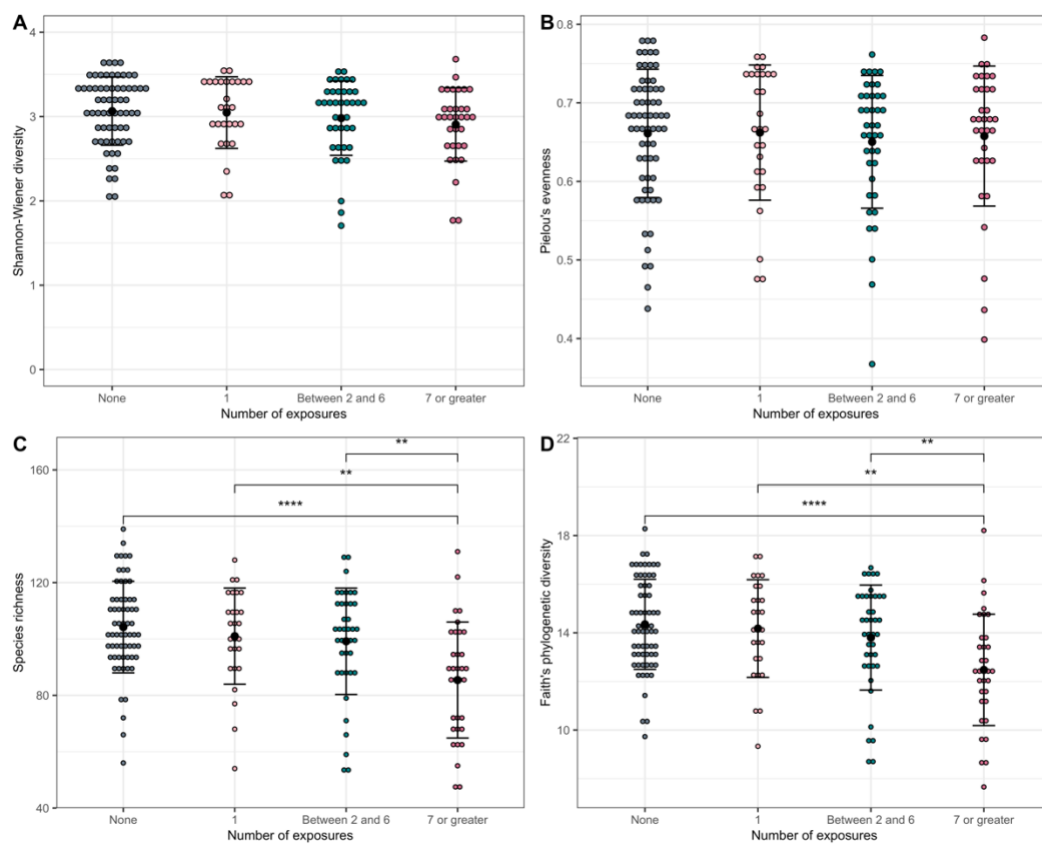 A
4
3
2
1
0
Shannon-Wiener diversity
None
1
Between 2 and 6
7 or greater
Number of exposures
B
0.8
0.7
0.6
0.5
0.4
Pielou's evenness
None
1
Between 2 and 6
7 or greater
Number of exposures
C
160
120
80
40
Species richness
**
**
****
None
1
Between 2 and 6
7 or greater
Number of exposures
D
22
18
14
10
Faith's phylogenetic diversity
**
**
****
None
1
Between 2 and 6
7 or greater
Number of exposures